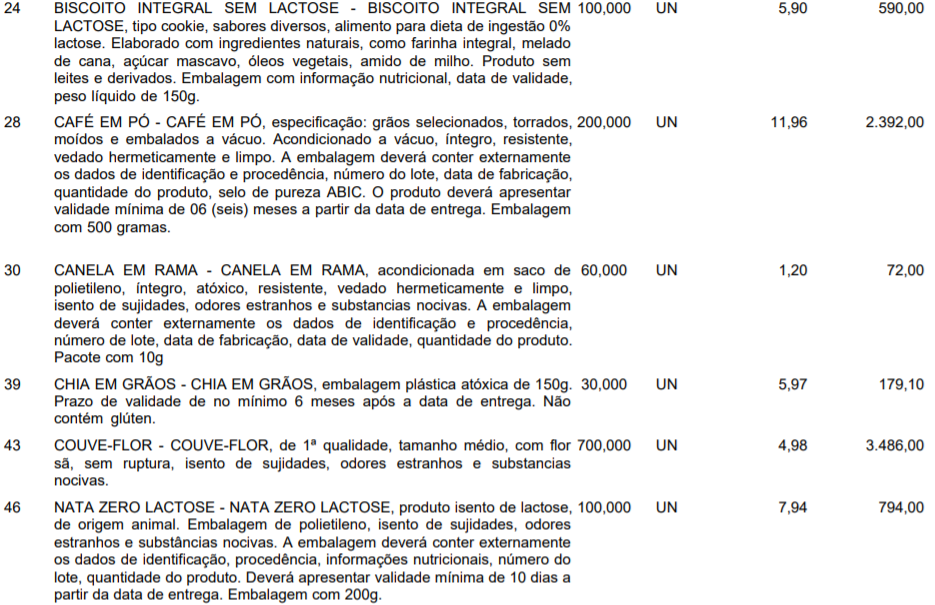 24 BISCOITO INTEGRAL SEM LACTOSE - BISCOITO INTEGRAL SEM 100,000 UN 5,90 590,00
LACTOSE, tipo cookie, sabores diversos, alimento para dieta de ingestão 0%
lactose. Elaborado com ingredientes naturais, como farinha integral, melado
de cana, açúcar mascavo, óleos vegetais, amido de milho. Produto sem
leites e derivados. Embalagem com informação nutricional, data de validade,
peso líquido de 150g.
28 CAFÉ EM PÓ - CAFÉ EM PÓ, especificação: grãos selecionados, torrados, 200,000 UN 11,96 2.392,00
moídos e embalados a vácuo. Acondicionado a vácuo, íntegro, resistente,
vedado hermeticamente e limpo. A embalagem deverá conter externamente
os dados de identificação e procedência, número do lote, data de fabricação,
quantidade do produto, selo de pureza ABIC. O produto deverá apresentar
validade mínima de 06 (seis) meses a partir da data de entrega. Embalagem
com 500 gramas.
30 CANELA EM RAMA - CANELA EM RAMA, acondicionada em saco de 60,000 UN 1,20 72,00
polietileno, íntegro, atóxico, resistente, vedado hermeticamente e limpo,
isento de sujidades, odores estranhos e substancias nocivas. A embalagem
deverá conter externamente os dados de identificação e procedência,
número de lote, data de fabricação, data de validade, quantidade do produto.
Pacote com 10g
39 CHIA EM GRÃOS - CHIA EM GRÃOS, embalagem plástica atóxica de 150g. 30,000 UN 5,97 179,10
Prazo de validade de no mínimo 6 meses após a data de entrega. Não
contém glúten.
43 COUVE-FLOR - COUVE-FLOR, de 1ª qualidade, tamanho médio, com flor 700,000 UN 4,98 3.486,00
sã, sem ruptura, isento de sujidades, odores estranhos e substancias
nocivas.
46 NATA ZERO LACTOSE - NATA ZERO LACTOSE, produto isento de lactose, 100,000 UN 7,94 794,00
de origem animal. Embalagem de polietileno, isento de sujidades, odores
estranhos e substâncias nocivas. A embalagem deverá conter externamente
os dados de identificação, procedência, informações nutricionais, número do
lote, quantidade do produto. Deverá apresentar validade mínima de 10 dias a
partir da data de entrega. Embalagem com 200g.